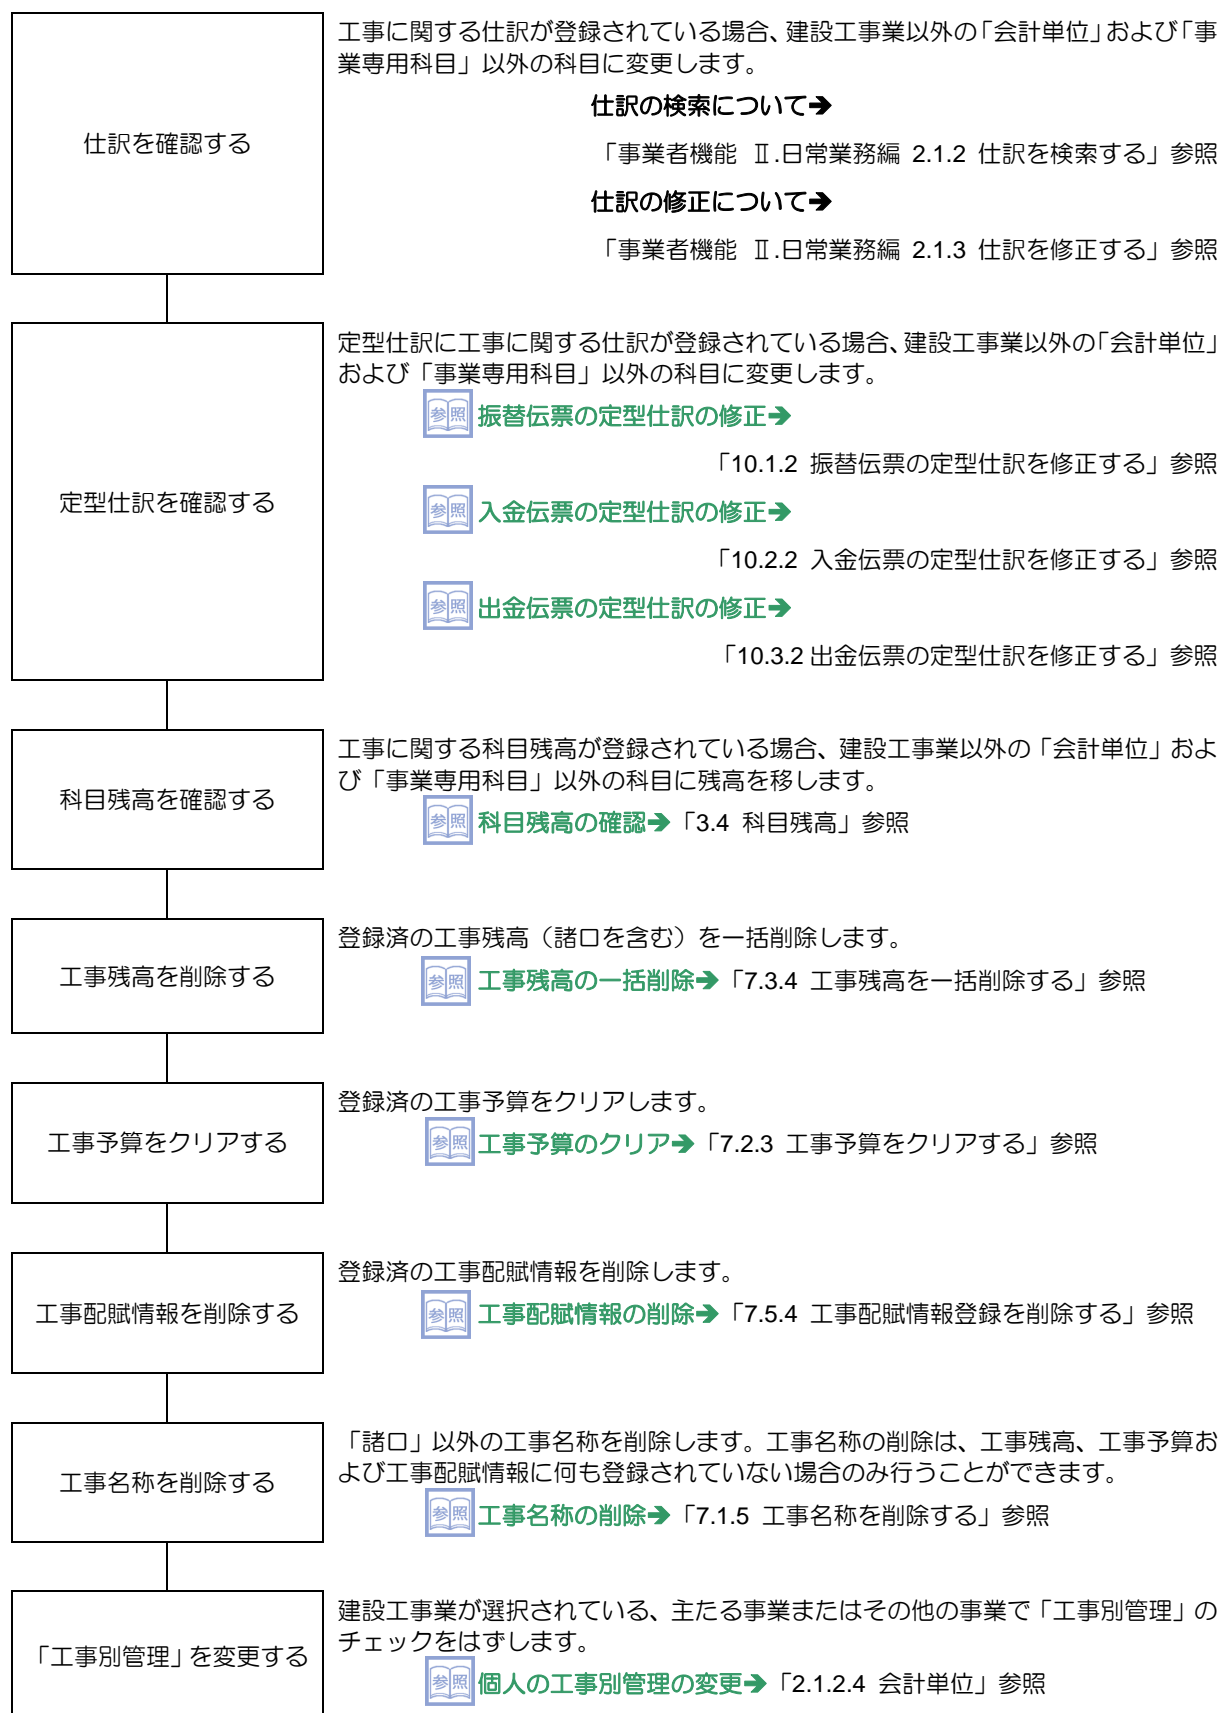 仕訳を確認する
工事に関する仕訳が登録されている場合、建設工事業以外の「会計単位」および「事
業専用科目」以外の科目に変更します。
仕訳の検索について➔
「事業者機能 Ⅱ.日常業務編 2.1.2 仕訳を検索する」参照
仕訳の修正について➔
「事業者機能 Ⅱ.日常業務編 2.1.3 仕訳を修正する」参照
定型仕訳を確認する
定型仕訳に工事に関する仕訳が登録されている場合、建設工事業以外の「会計単位」
および「事業専用科目」以外の科目に変更します。
参照 振替伝票の定型仕訳の修正➔
「10.1.2 振替伝票の定型仕訳を修正する」参照
参照 入金伝票の定型仕訳の修正➔
「10.2.2 入金伝票の定型仕訳を修正する」参照
参照 出金伝票の定型仕訳の修正➔
「10.3.2 出金伝票の定型仕訳を修正する」参照
科目残高を確認する
工事に関する科目残高が登録されている場合、建設工事業以外の「会計単位」およ
び「事業専用科目」以外の科目に残高を移します。
参照 科目残高の確認➔「3.4 科目残高」参照
工事残高を削除する
登録済の工事残高（諸口を含む）を一括削除します。
参照 工事残高の一括削除➔「7.3.4 工事残高を一括削除する」参照
工事予算をクリアする
登録済の工事予算をクリアします。
参照 工事予算のクリア➔「7.2.3 工事予算をクリアする」参照
工事配賦情報を削除する
登録済の工事配賦情報を削除します。
参照 工事配賦情報の削除➔「7.5.4 工事配賦情報登録を削除する」参照
工事名称を削除する
「諸口」以外の工事名称を削除します。工事名称の削除は、工事残高、工事予算お
よび工事配賦情報に何も登録されていない場合のみ行うことができます。
参照 工事名称の削除➔「7.1.5 工事名称を削除する」参照
「工事別管理」を変更する
建設工事業が選択されている、主たる事業またはその他の事業で「工事別管理」の
チェックをはずします。
参照 個人の工事別管理の変更➔「2.1.2.4 会計単位」参照